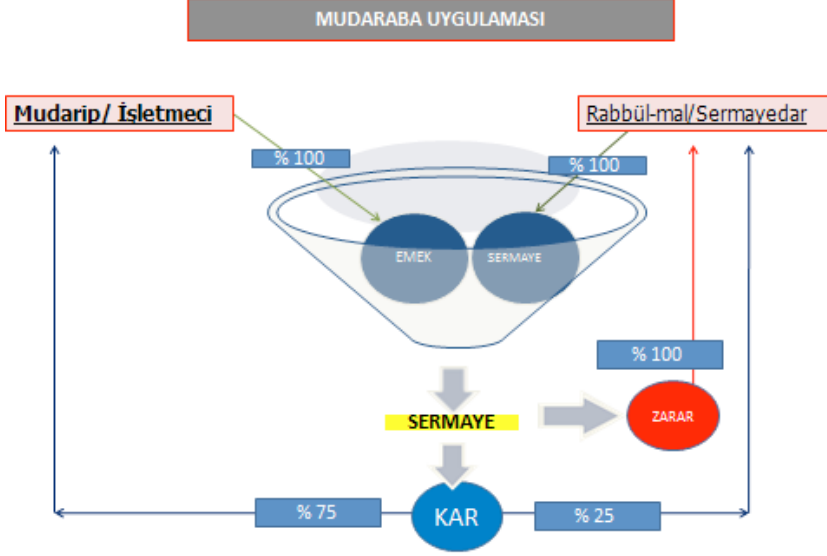 MUDARABA UYGULAMASI
Mudarip/ İşletmeci
Rabbül-mal/Sermayedar
% 100
% 100
EMEK
SERMAYE
% 100
SERMAYE
ZARAR
% 75
KAR
% 25